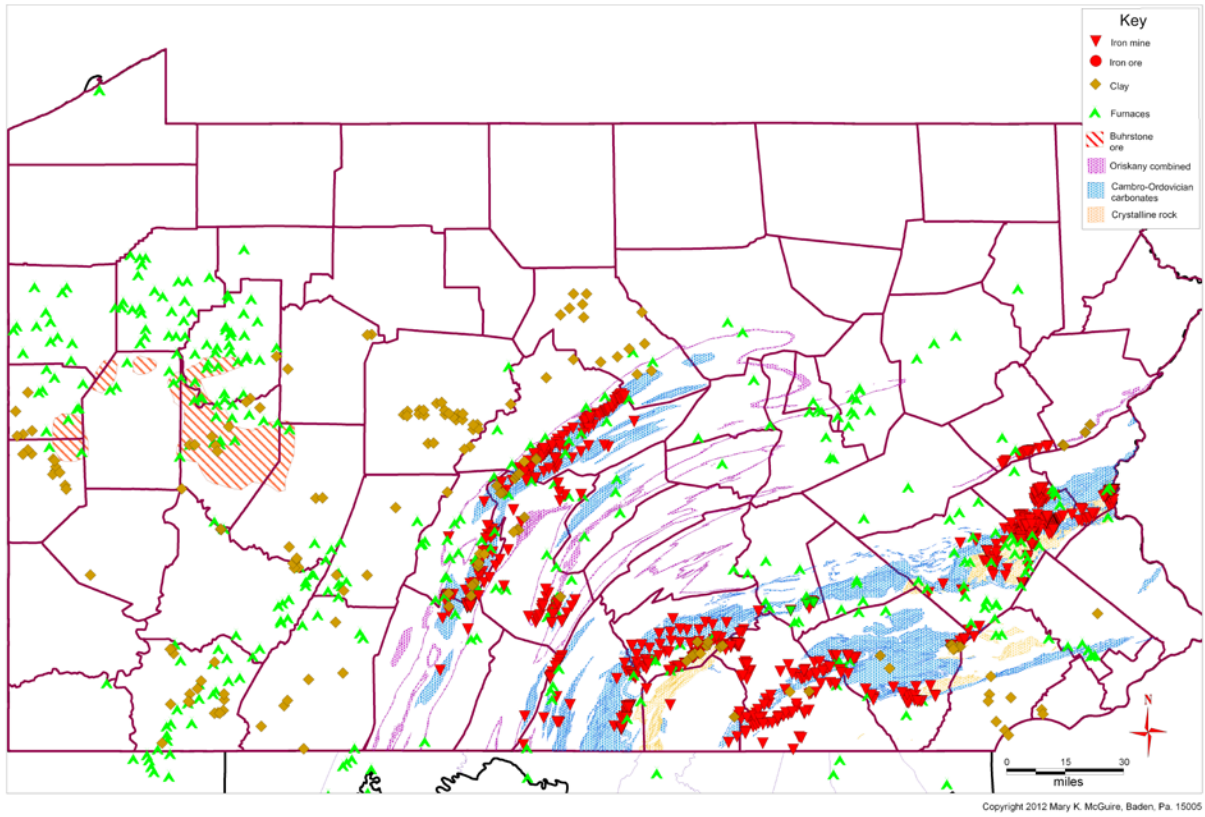 Key
Iron mine
Iron ore
Clay
Furnaces
Buhrstone
ore
Oriskany combined
Cambro-Ordovician
carbonates
Crystalline rock
N
0 15 30
miles
Copyright 2012 Mary K. McGuire, Baden, Pa. 15005